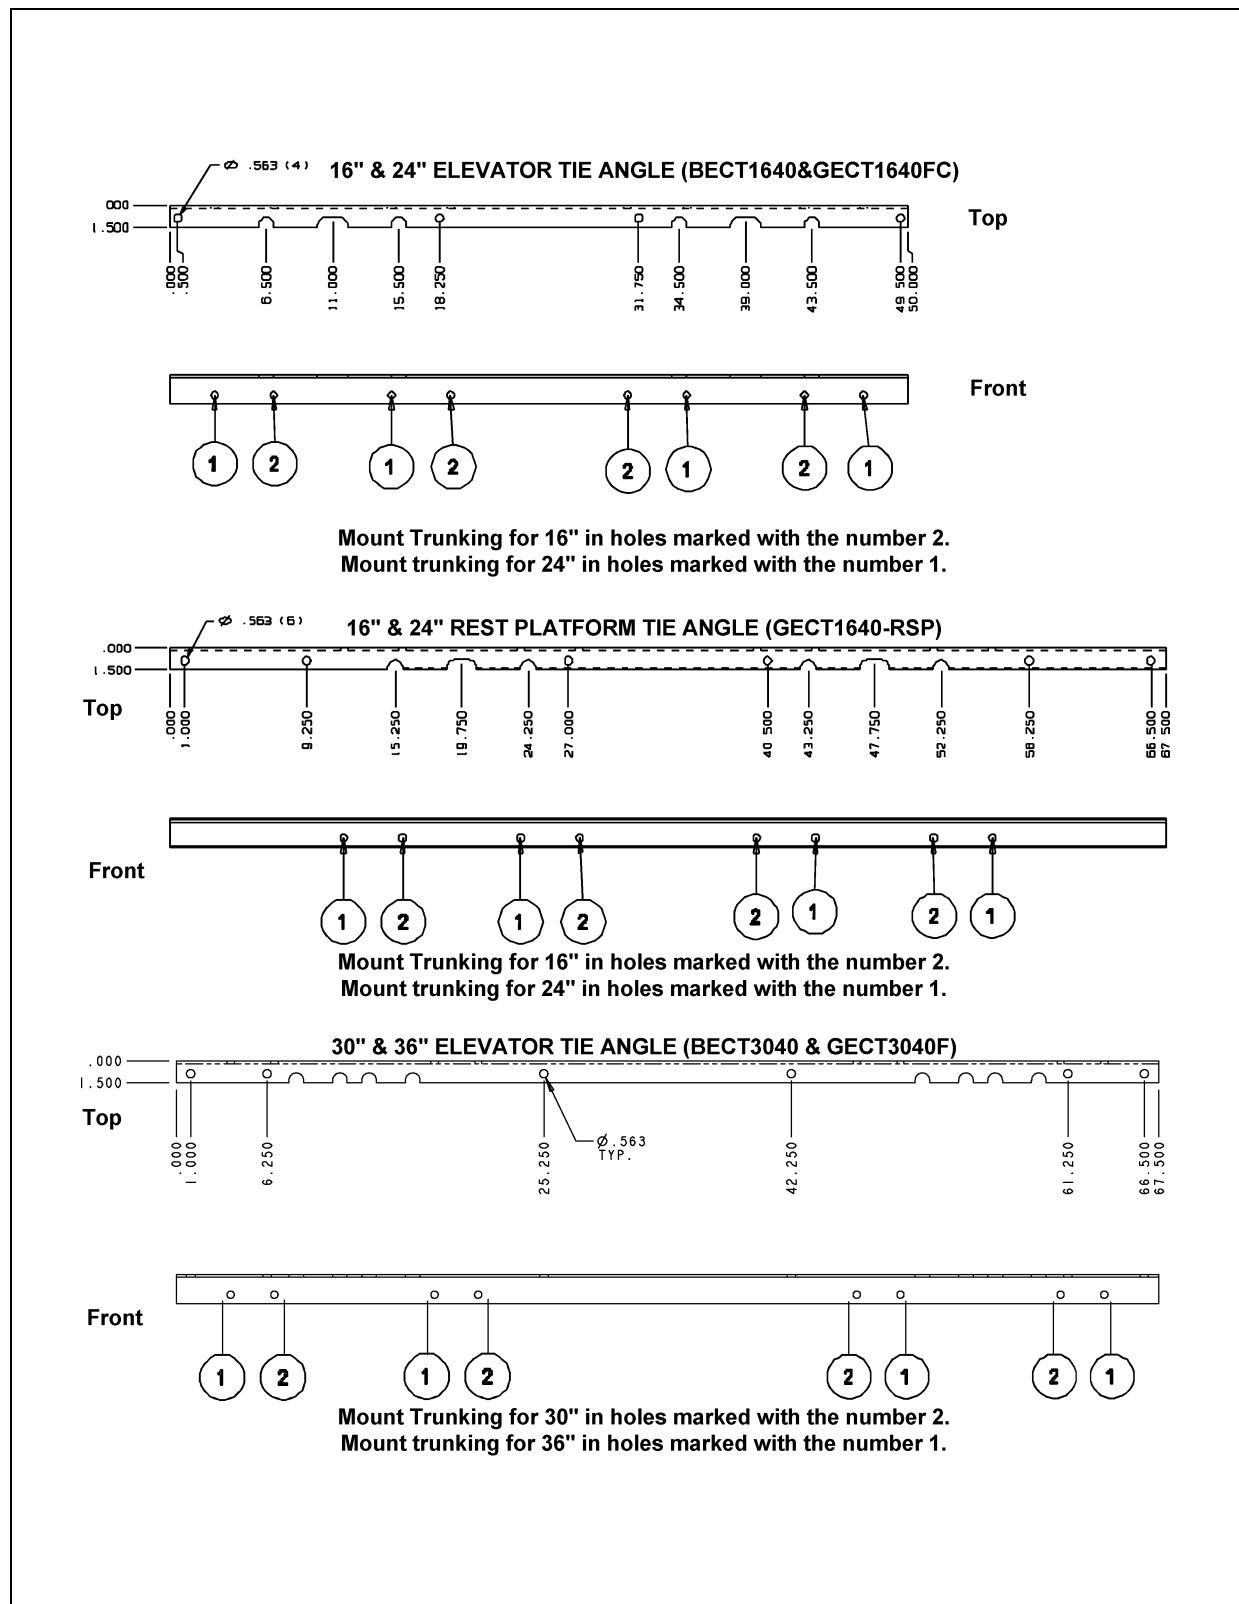 Ø .563 (4)
16" & 24" ELEVATOR TIE ANGLE (BECT1640&GECT1640FC)
.000
1.500
Top
.000 .500 6.500 11.000 15.500 18.250 31.750 34.500 39.000 43.500 49.500 50.000
Front
1 2 1 2 2 1 2 1
Mount Trunking for 16" in holes marked with the number 2.
Mount trunking for 24" in holes marked with the number 1.
Ø .563 (6)
16" & 24" REST PLATFORM TIE ANGLE (GECT1640-RSP)
.000
1.500
Top
.000 1.000 9.250 15.250 19.750 24.250 27.000 40.500 43.250 47.750 52.250 58.250 66.500 67.500
Front
1 2 1 2 2 1 2 1
Mount Trunking for 16" in holes marked with the number 2.
Mount trunking for 24" in holes marked with the number 1.
30" & 36" ELEVATOR TIE ANGLE (BECT3040 & GECT3040F)
.000
1.500
Top
Ø.563
TYP.
.000 1.000 6.250 25.250 42.250 61.250 66.500 67.500
Front
1 2 1 2 2 1 2 1
Mount Trunking for 30" in holes marked with the number 2.
Mount trunking for 36" in holes marked with the number 1.